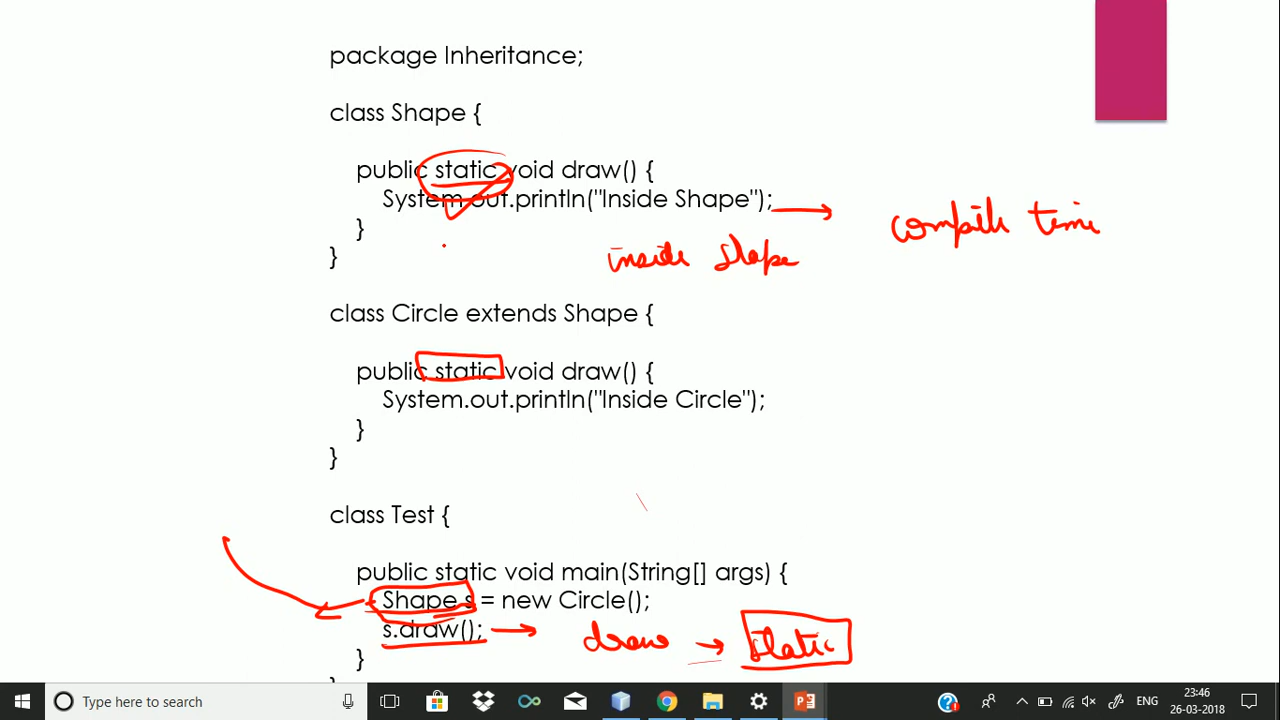 package Inheritance;
class Shape {
public static void draw() {
System.out.println("Inside Shape");
compile time
}
inside shape
}
class Circle extends Shape {
public static void draw() {
System.out.println("Inside Circle");
}
}
class Test {
public static void main(String[] args) {
Shape s = new Circle();
s.draw(); → draw → static
}
}
Type here to search
ENG
23:46
26-03-2018